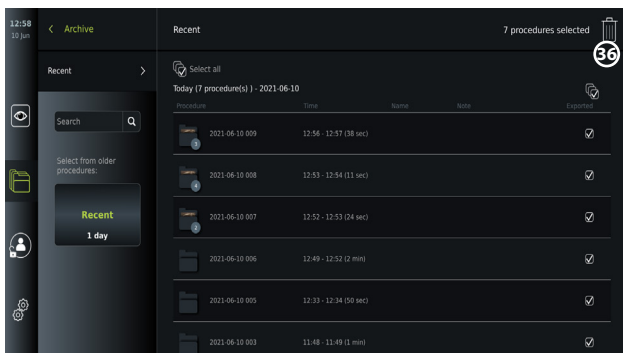 12:58
10 Jun
Archive
Recent
7 procedures selected
36
Recent
Select all
Today (7 procedure(s) ) - 2021-06-10
Procedure Time Name Note Exported
Search
Select from older
procedures:
Recent
1 day
3
2021-06-10 009 12:56 - 12:57 (38 sec)
4
2021-06-10 008 12:53 - 12:54 (11 sec)
2
2021-06-10 007 12:52 - 12:53 (24 sec)
2021-06-10 006 12:49 - 12:52 (2 min)
2021-06-10 005 12:33 - 12:34 (50 sec)
2021-06-10 003 11:48 - 11:49 (1 min)